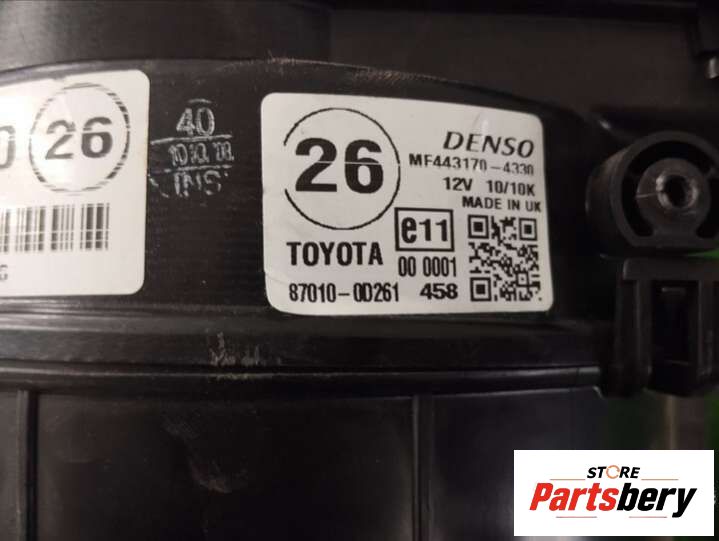 26
40
INS
26
DENSO
MF443170-4330
12V 10/10K
MADE IN UK
e11
TOYOTA
00 0001
87010-0D261 458
STORE
Partsbery